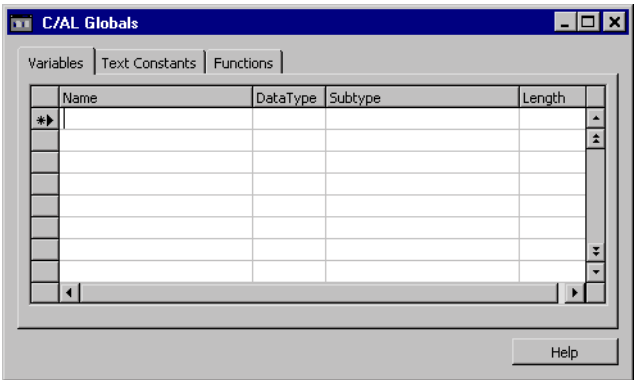 C/AL Globals
Variables Text Constants Functions
Name DataType Subtype Length
Help